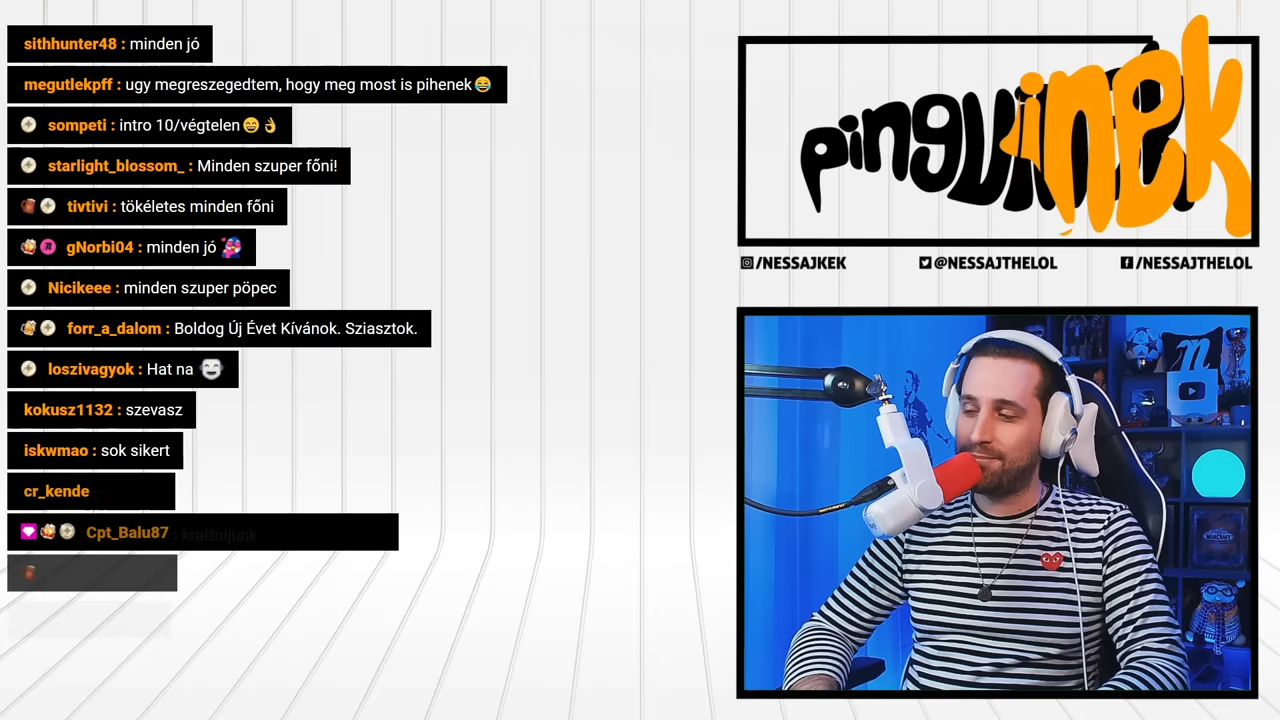 sithhunter48 : minden jó
megutlekpff : ugy megreszegedtem, hogy meg most is pihenek😂
sompeti : intro 10/végtelen😄👌
starlight_blossom_ : Minden szuper főni!
tivtivi : tökéletes minden főni
gNorbi04 : minden jó
Nicikeee : minden szuper pöpec
forr_a_dalom : Boldog Új Évet Kívánok. Sziasztok.
loszivagyok : Hat na
kokusz1132 : szevasz
iskwmao : sok sikert
cr_kende
Cpt_Balu87 : kraftoljunk
pinguinek
/NESSAJKEK
@NESSAJTHELOL
/NESSAJTHELOL